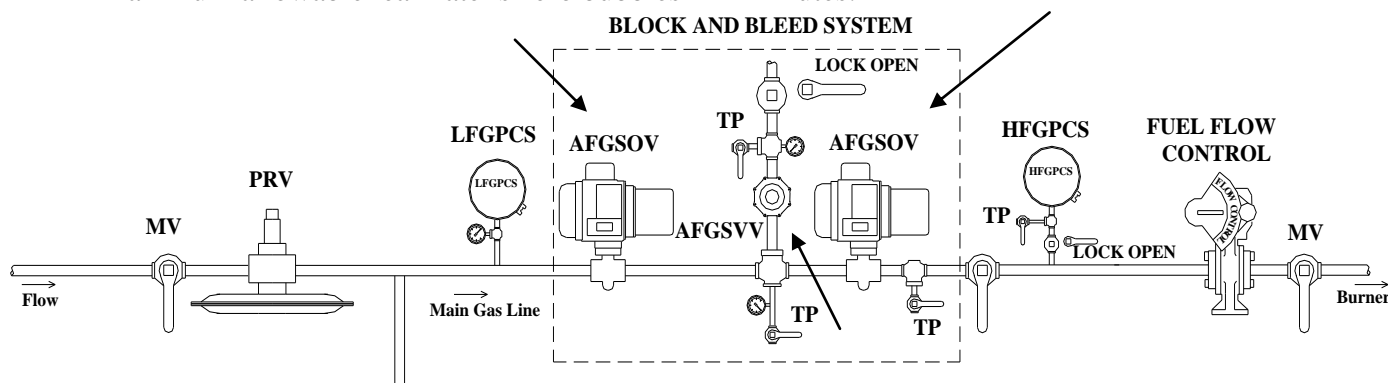 BLOCK AND BLEED SYSTEM
LOCK OPEN
TP
LFGPCS
AFGSOV
AFGSOV
HFGPCS
FUEL FLOW
CONTROL
PRV
LFGPCS
HFGPCS
FLOW CONTROL
TP
MV
AFGSVV
MV
LOCK OPEN
Flow
Main Gas Line
TP
TP
Burner